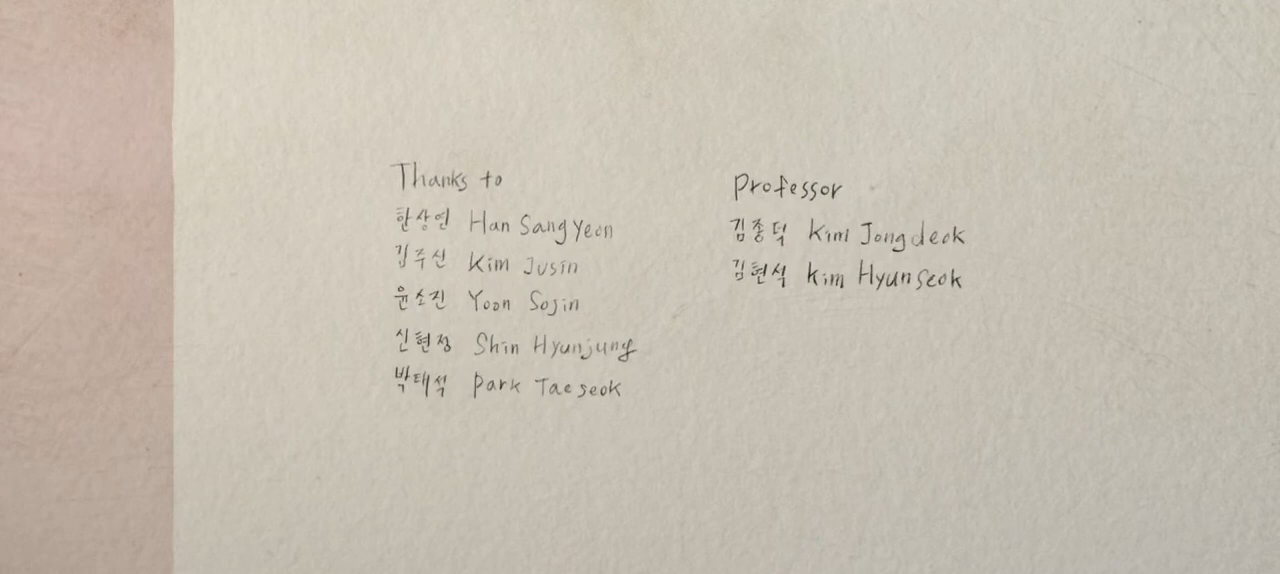 Thanks to
한상연 Han Sang Yeon
김주신 Kim Jusin
윤소진 Yoon Sojin
신현정 Shin Hyunjung
박태석 Park Taeseok
Professor
김종덕 Kim Jongdeok
김현석 Kim Hyunseok